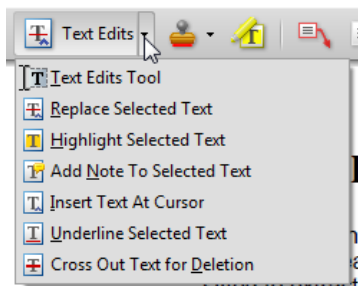 Text Edits
Text Edits Tool
Replace Selected Text
Highlight Selected Text
Add Note To Selected Text
Insert Text At Cursor
Underline Selected Text
Cross Out Text for Deletion